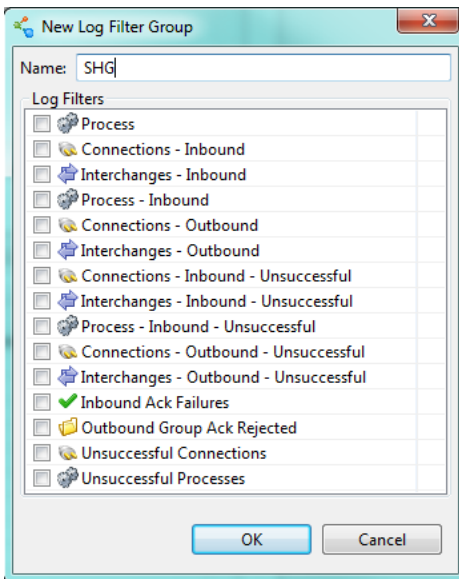 New Log Filter Group
Name: SHG
Log Filters
Process
Connections - Inbound
Interchanges - Inbound
Process - Inbound
Connections - Outbound
Interchanges - Outbound
Connections - Inbound - Unsuccessful
Interchanges - Inbound - Unsuccessful
Process - Inbound - Unsuccessful
Connections - Outbound - Unsuccessful
Interchanges - Outbound - Unsuccessful
Inbound Ack Failures
Outbound Group Ack Rejected
Unsuccessful Connections
Unsuccessful Processes
OK Cancel